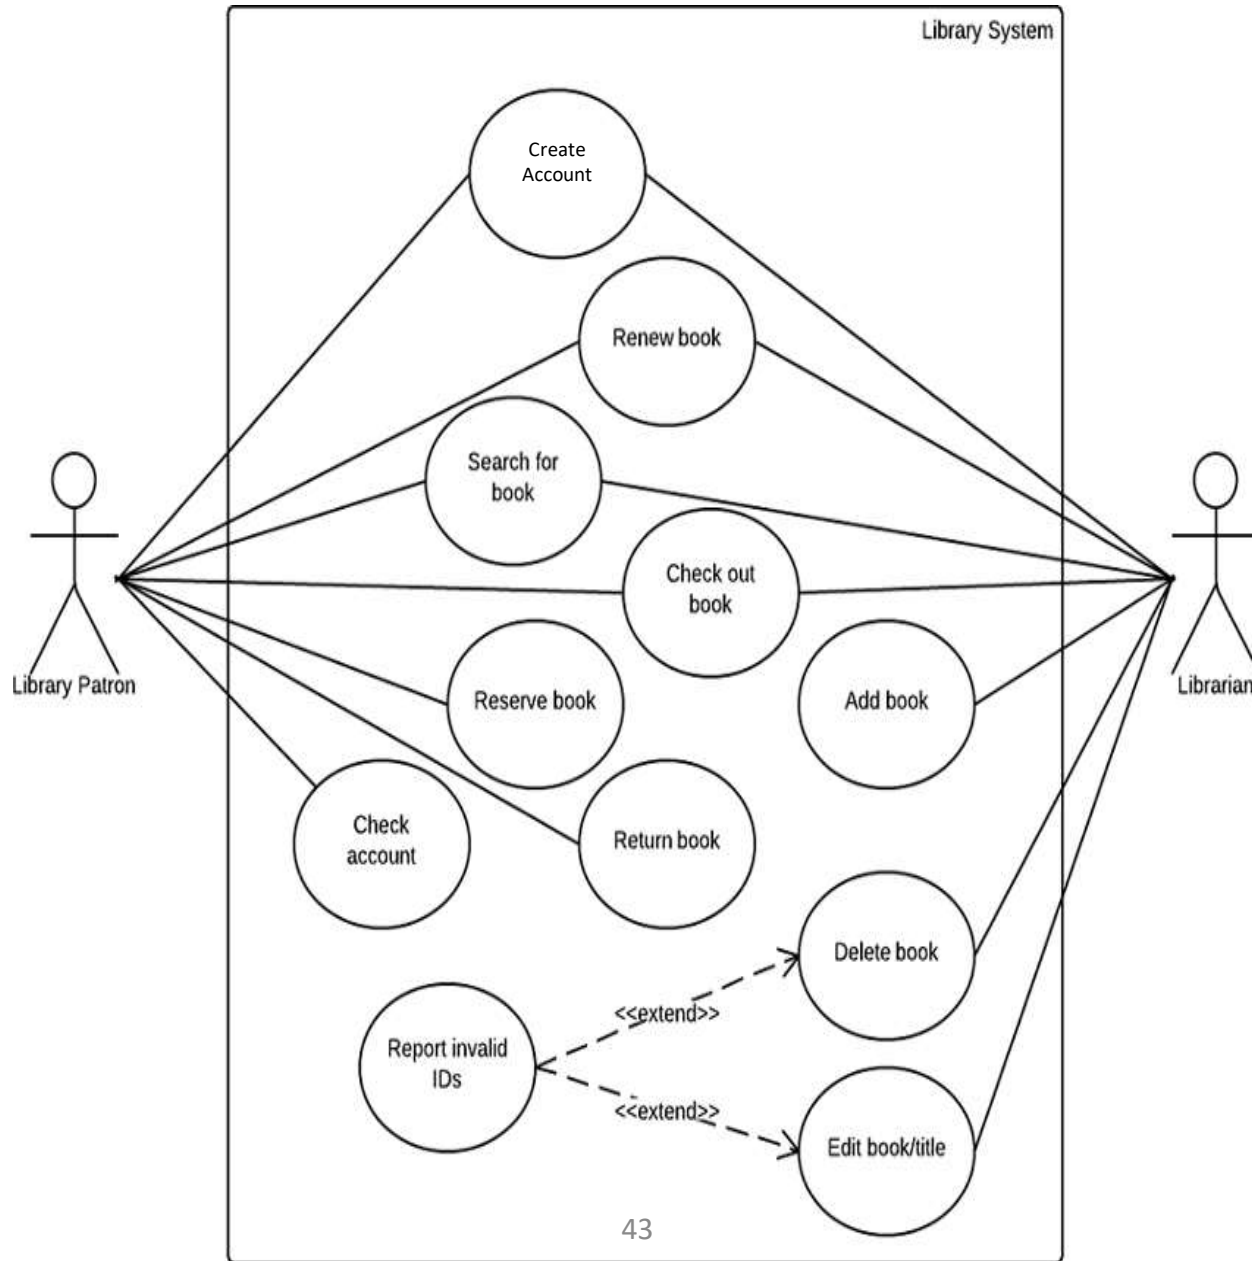 Library System
Create
Account
Renew book
Search for
book
Check out
book
Library Patron
Librarian
Reserve book
Add book
Check
account
Return book
Delete book
<<extend>>
Report invalid
IDs
<<extend>>
Edit book/title
43